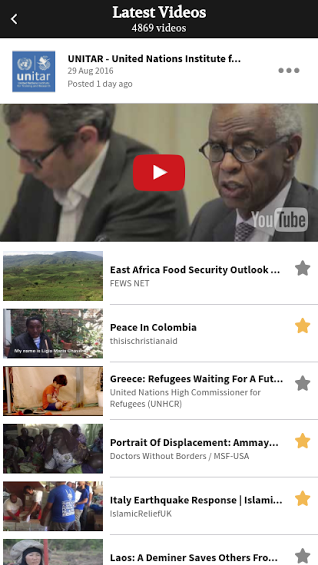 Latest Videos
4869 videos
unitar
UNITAR - United Nations Institute f...
29 Aug 2016
Posted 1 day ago
YouTube
East Africa Food Security Outlook ...
FEWS NET
Peace In Colombia
thisischristianaid
My name is Ligia Maria Chaverra
Greece: Refugees Waiting For A Fut...
United Nations High Commissioner for
Refugees (UNHCR)
Portrait Of Displacement: Ammay...
Doctors Without Borders / MSF-USA
Italy Earthquake Response | Islami...
IslamicReliefUK
Laos: A Deminer Saves Others Fro...